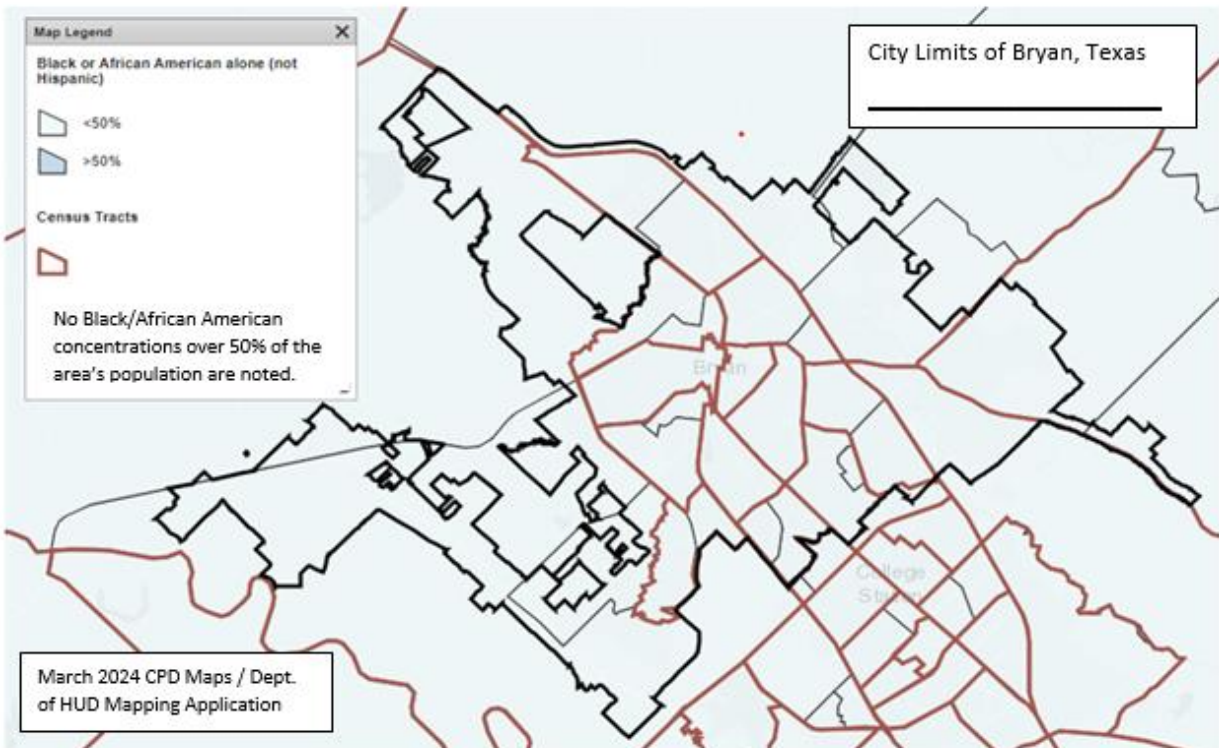 Map Legend
Black or African American alone (not
Hispanic)
<50%
>50%
Census Tracts
No Black/African American
concentrations over 50% of the
area's population are noted.
City Limits of Bryan, Texas
Bryan
College
Station
March 2024 CPD Maps / Dept.
of HUD Mapping Application